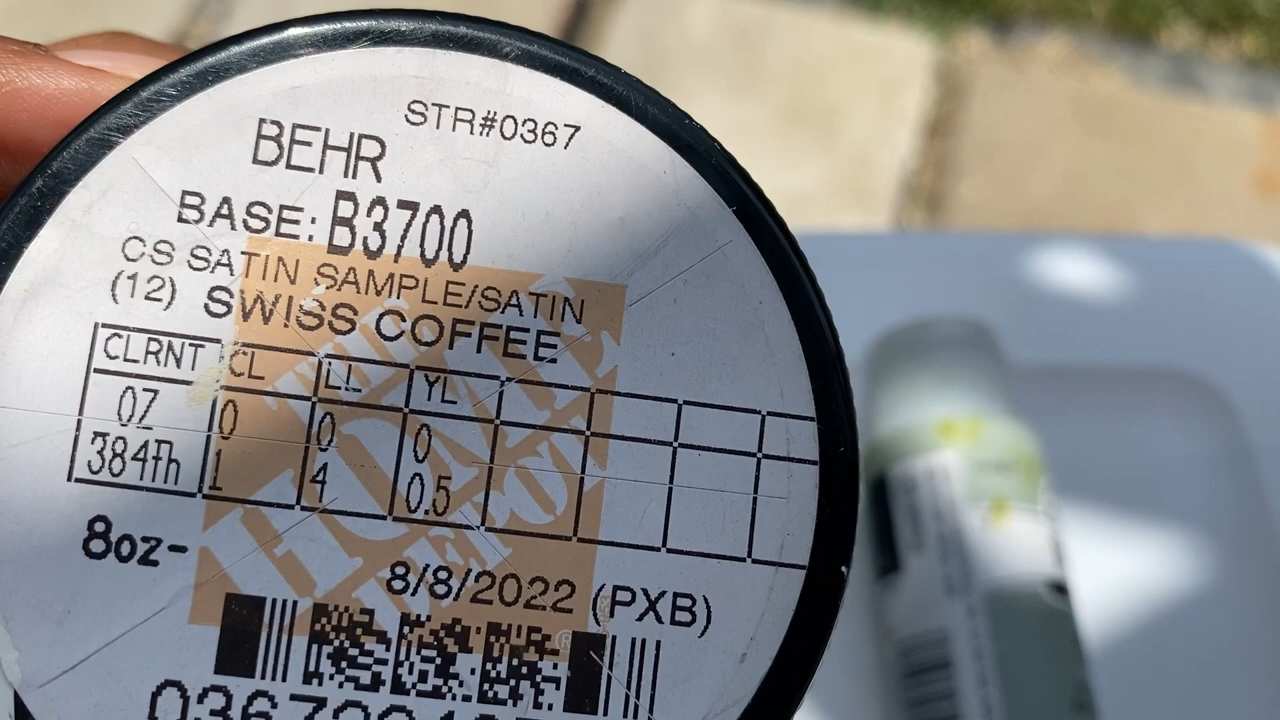 STR#0367
BEHR
BASE: B3700
CS SATIN SAMPLE/SATIN
(12) SWISS COFFEE
CLRNT CL LL YL
OZ 0 0 0
384th 1 4 0.5
8oz-
8/8/2022 (PXB)
®